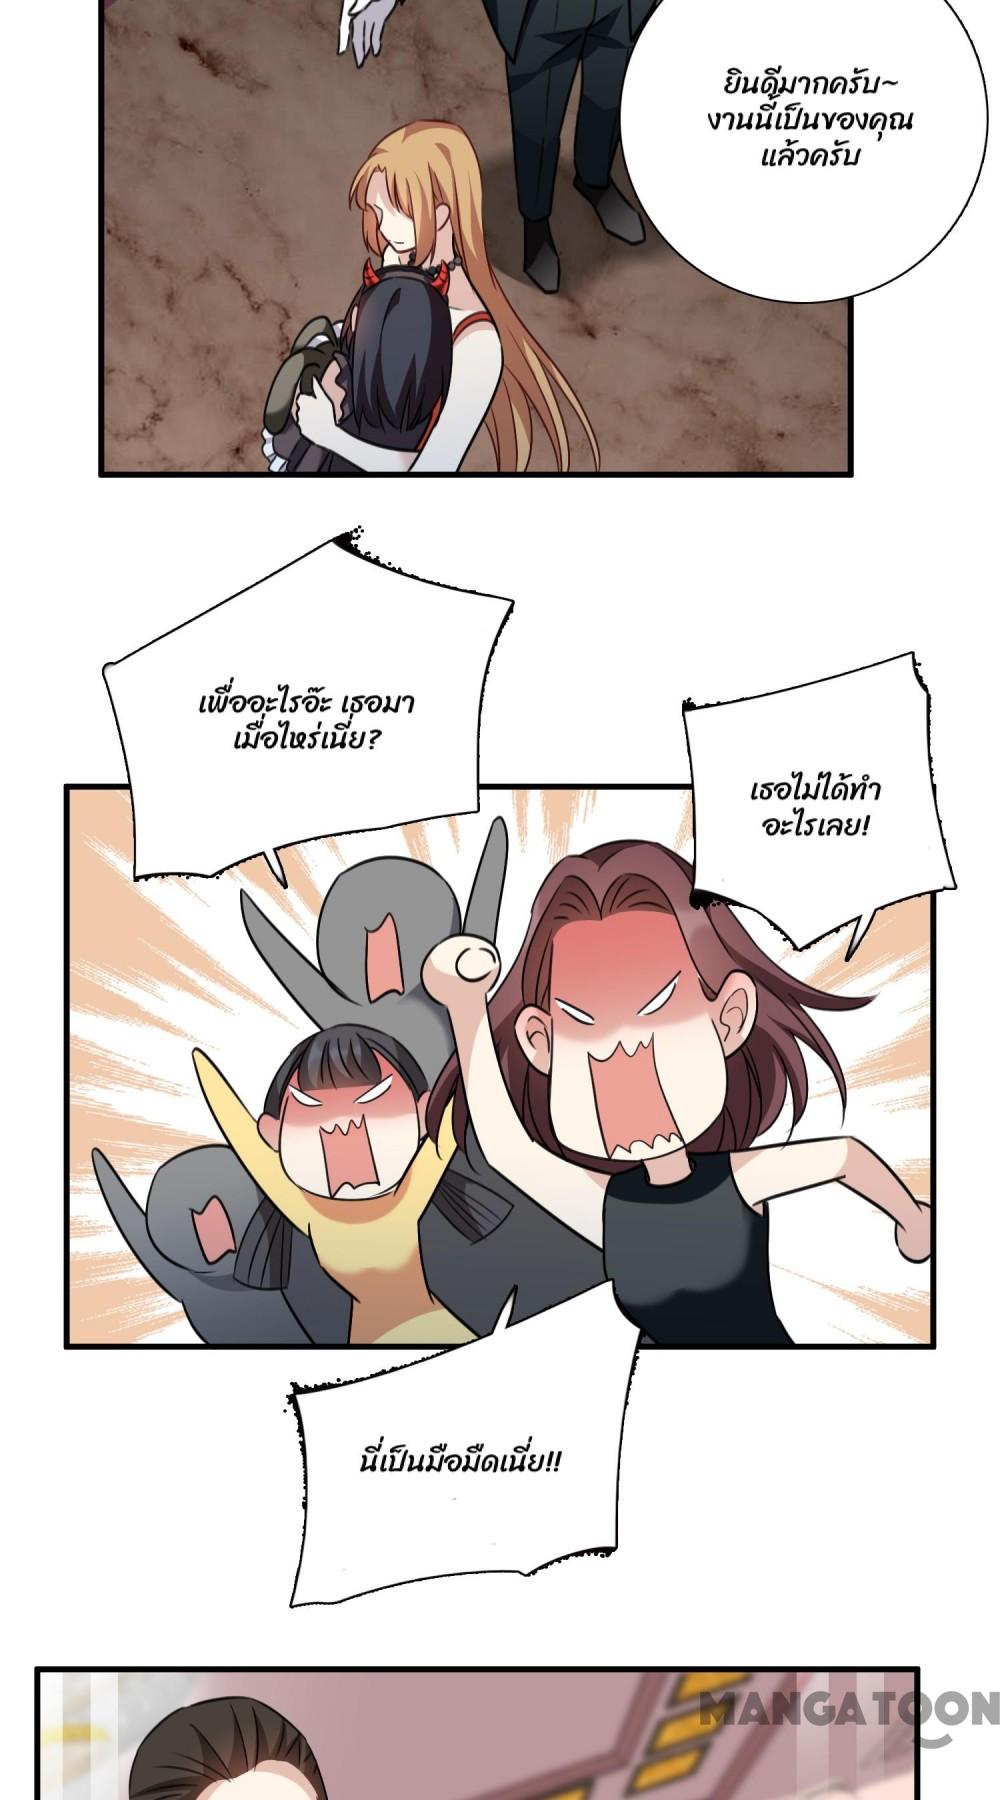 ยินดีมากครับ~
งานนี้เป็นของคุณ
แล้วครับ
เพื่ออะไรอ๊ะ เธอมา
เมื่อไหร่เนี่ย?
เธอไม่ได้ทำ
อะไรเลย!
นี่เป็นมือมืดเนี่ย!!
MANGATOON